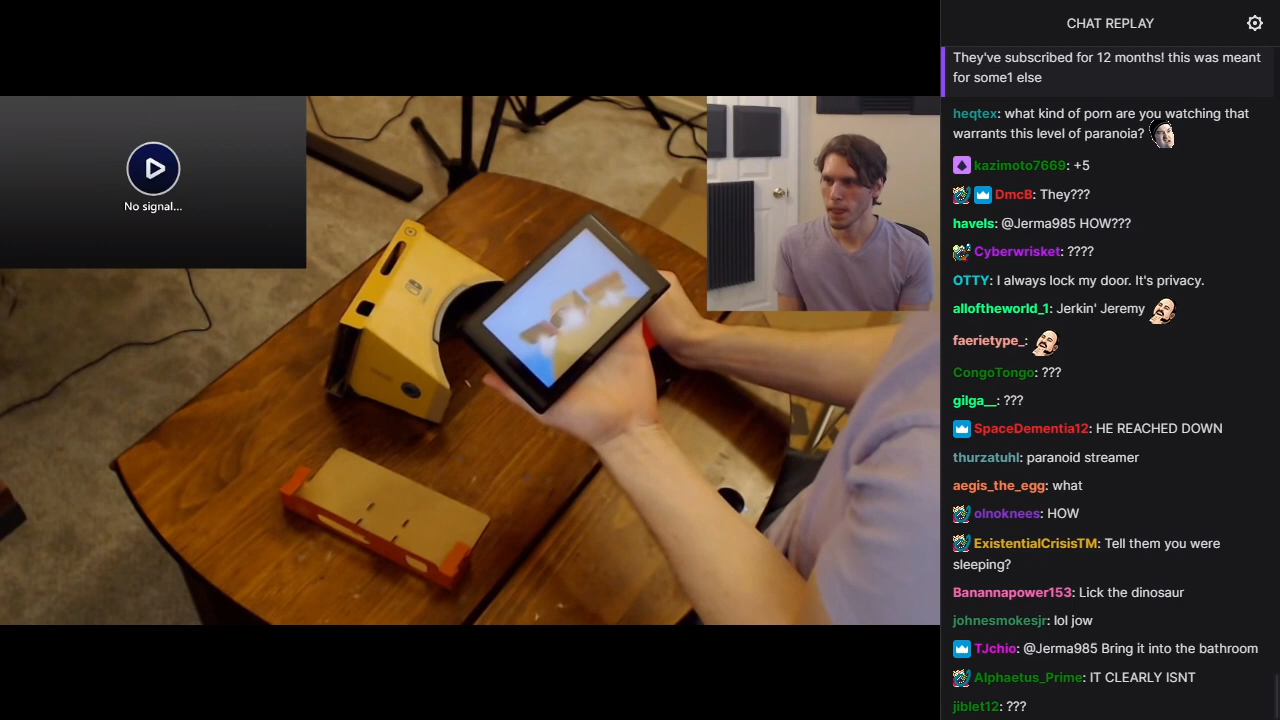 No signal...
CHAT REPLAY
They've subscribed for 12 months! this was meant
for some1 else
heqtex: what kind of porn are you watching that
warrants this level of paranoia?
kazimoto7669: +5
DmcB: They???
havels: @Jerma985 HOW???
Cyberwrisket: ????
OTTY: I always lock my door. It's privacy.
alloftheworld_1: Jerkin' Jeremy
faerietype_:
CongoTongo: ???
gilga__: ???
SpaceDementia12: HE REACHED DOWN
thurzatuhl: paranoid streamer
aegis_the_egg: what
olnoknees: HOW
ExistentialCrisisTM: Tell them you were
sleeping?
Banannapower153: Lick the dinosaur
johnesmokesjr: lol jow
TJchio: @Jerma985 Bring it into the bathroom
Alphaetus_Prime: IT CLEARLY ISNT
jiblet12: ???